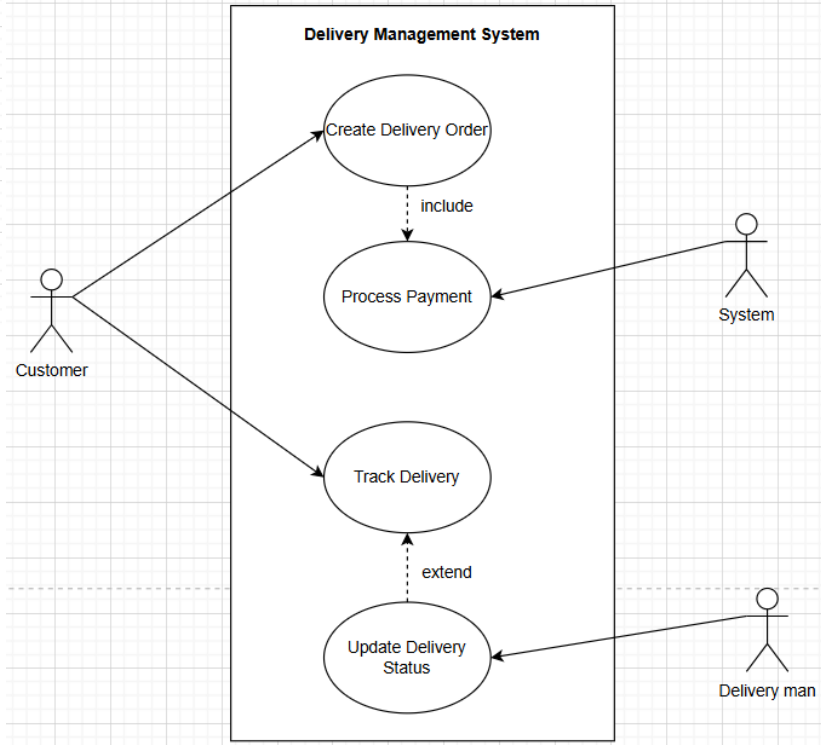 Delivery Management System
Create Delivery Order
include
Process Payment
System
Customer
Track Delivery
extend
Update Delivery
Status
Delivery man